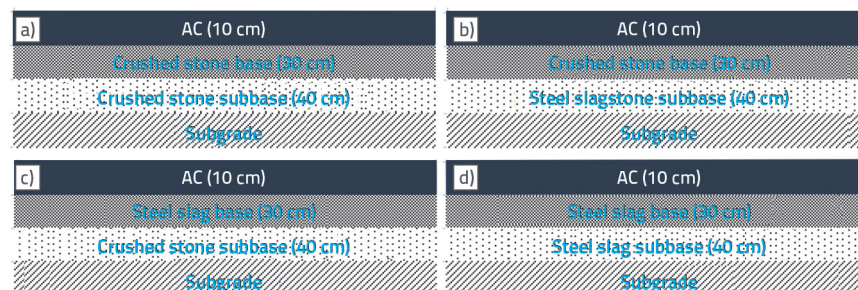 a)
AC (10 cm)
Crushed stone base (30 cm)
Crushed stone subbase (40 cm)
Subgrade
b)
AC (10 cm)
Crushed stone base (30 cm)
Steel slagstone subbase (40 cm)
Subgrade
c)
AC (10 cm)
Steel slag base (30 cm)
Crushed stone subbase (40 cm)
Subgrade
d)
AC (10 cm)
Steel slag base (30 cm)
Steel slag subbase (40 cm)
Subgrade